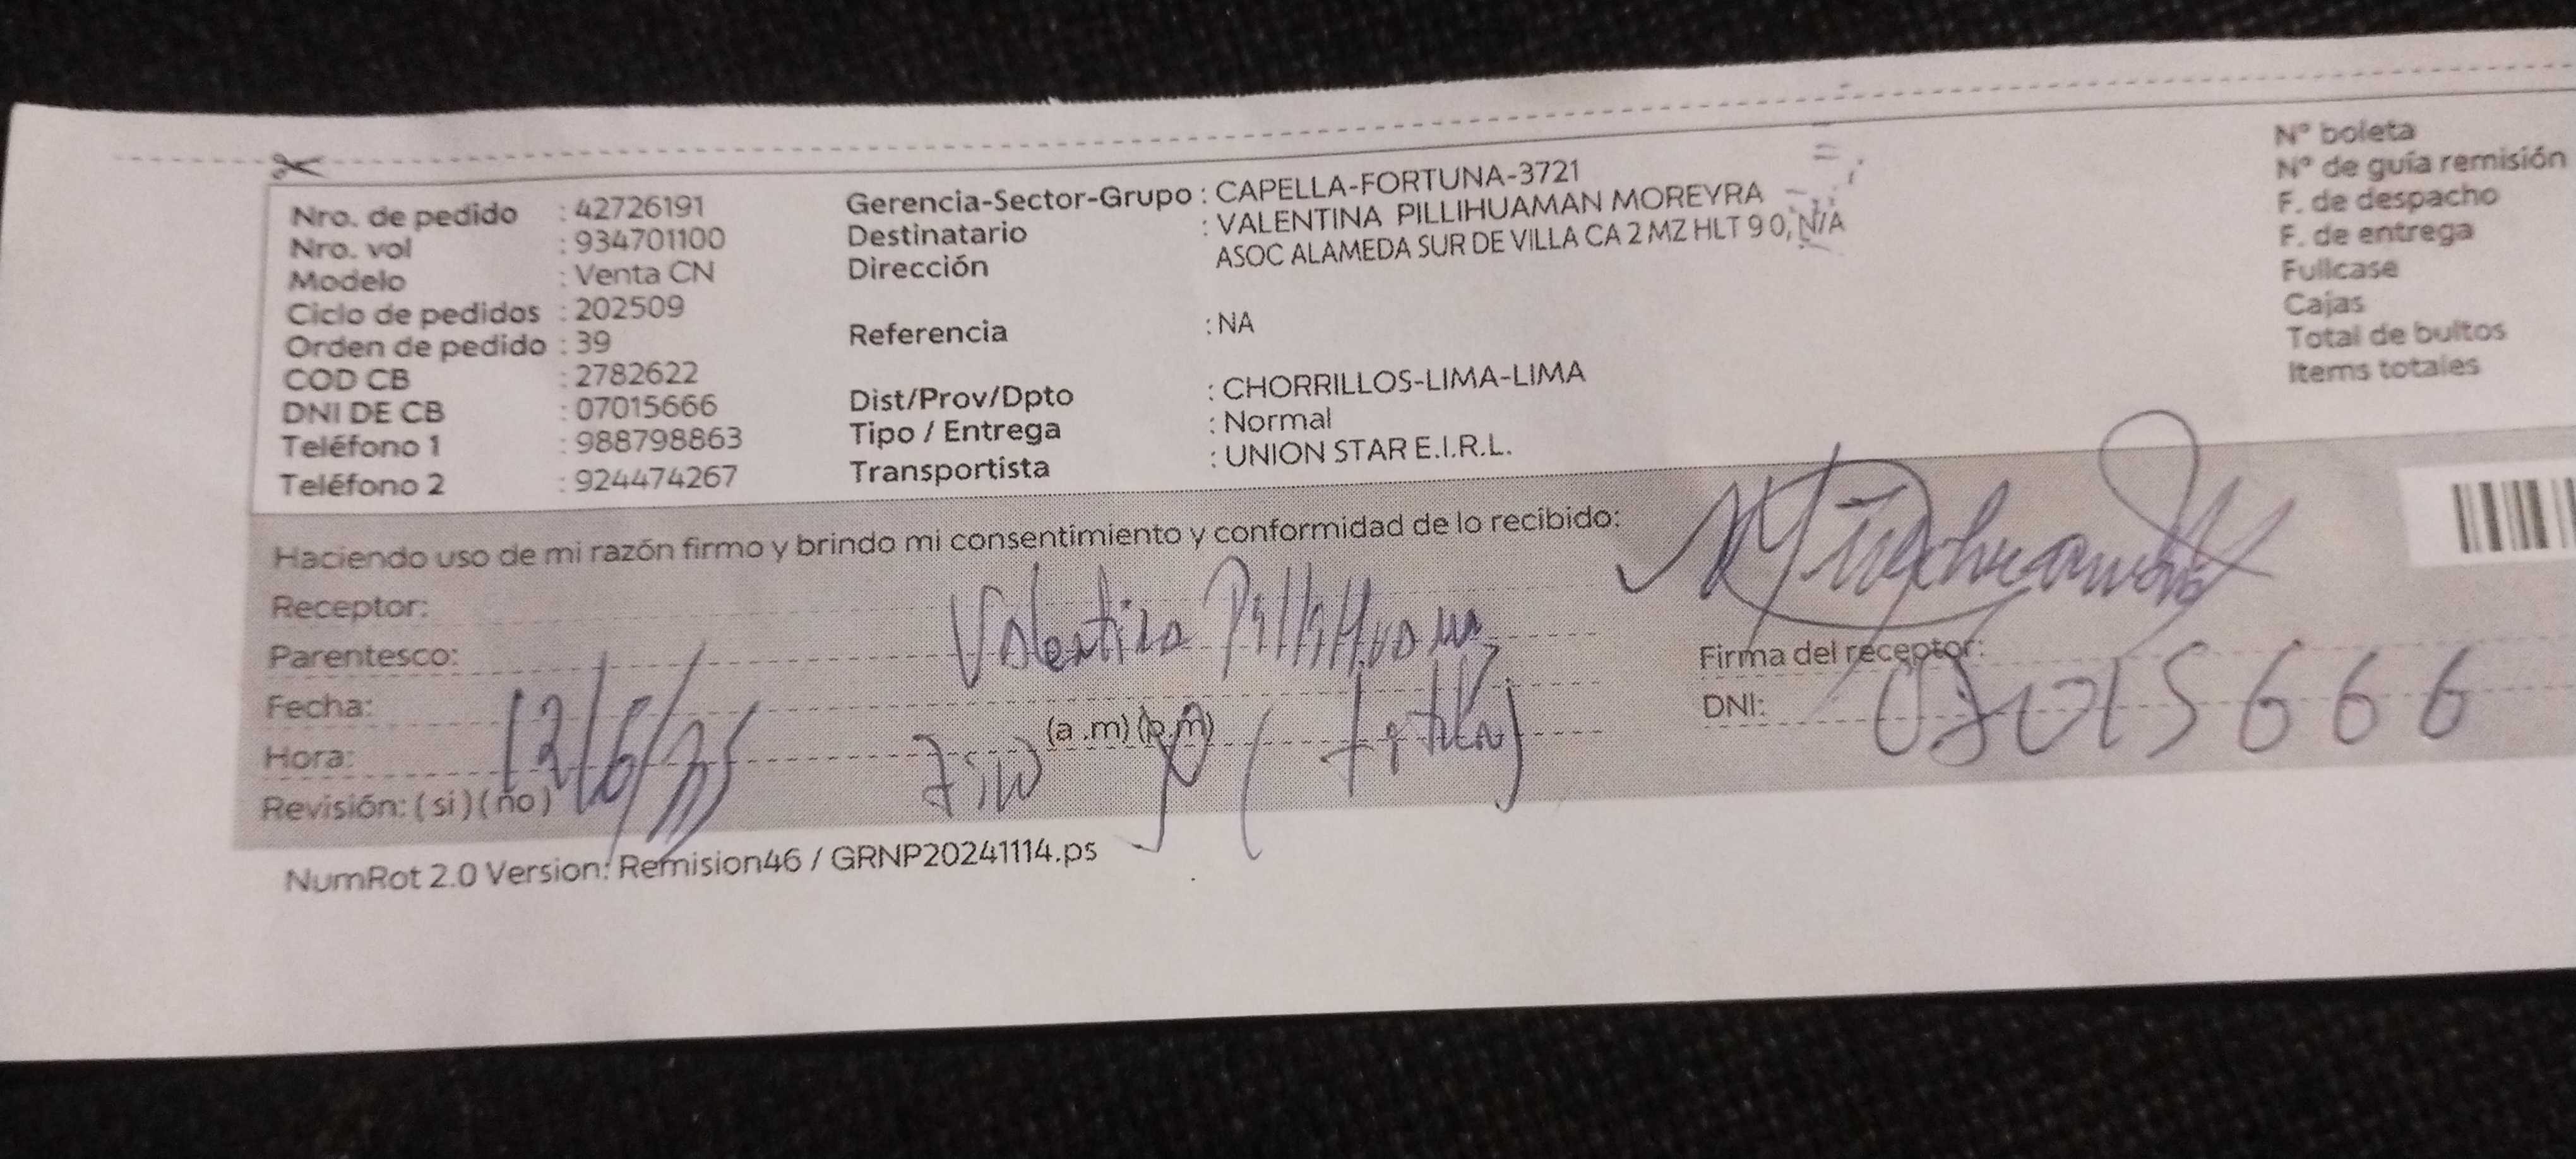 Nro. de pedido : 42726191
Nro. vol : 934701100
Modelo : Venta CN
Ciclo de pedidos : 202509
Orden de pedido : 39
COD CB : 2782622
DNI DE CB : 07015666
Teléfono 1 : 988798863
Teléfono 2 : 924474267
Gerencia-Sector-Grupo : CAPELLA-FORTUNA-3721
Destinatario : VALENTINA PILLIHUAMAN MOREYRA
Dirección ASOC ALAMEDA SUR DE VILLA CA 2 MZ HLT 9 0, N/A
Referencia : NA
Dist/Prov/Dpto : CHORRILLOS-LIMA-LIMA
Tipo / Entrega : Normal
Transportista : UNION STAR E.I.R.L.
N° boleta
N° de guía remisión
F. de despacho
F. de entrega
Fullcase
Cajas
Total de bultos
Items totales
Haciendo uso de mi razón firmo y brindo mi consentimiento y conformidad de lo recibido:
Receptor:
Parentesco: Valentina Pillihuaman
Fecha: 12/6/25
Hora: (a .m) (p.m)
Revisión: ( si ) ( no )
Firma del receptor:
DNI: 07015666
NumRot 2.0 Version: Remision46 / GRNP20241114.ps